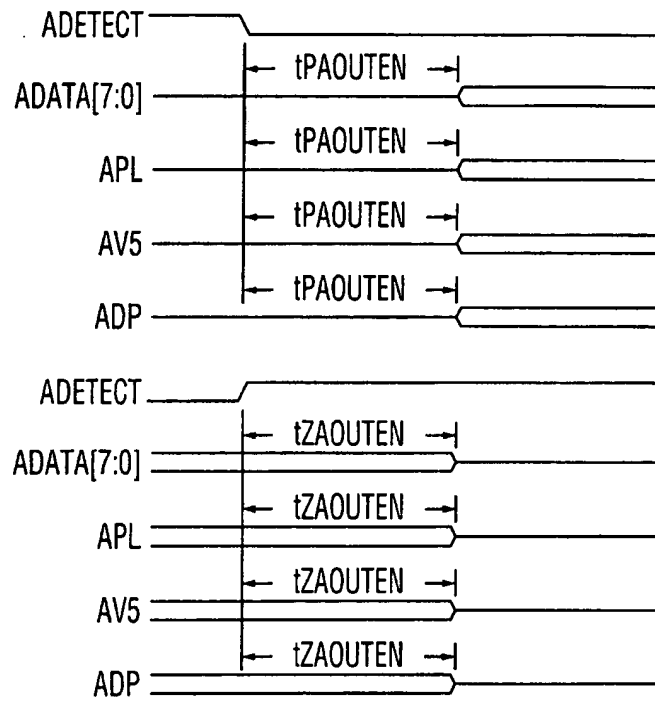 ADETECT
tPAOUTEN
ADATA[7:0]
tPAOUTEN
APL
tPAOUTEN
AV5
tPAOUTEN
ADP
ADETECT
tZAOUTEN
ADATA[7:0]
tZAOUTEN
APL
tZAOUTEN
AV5
tZAOUTEN
ADP